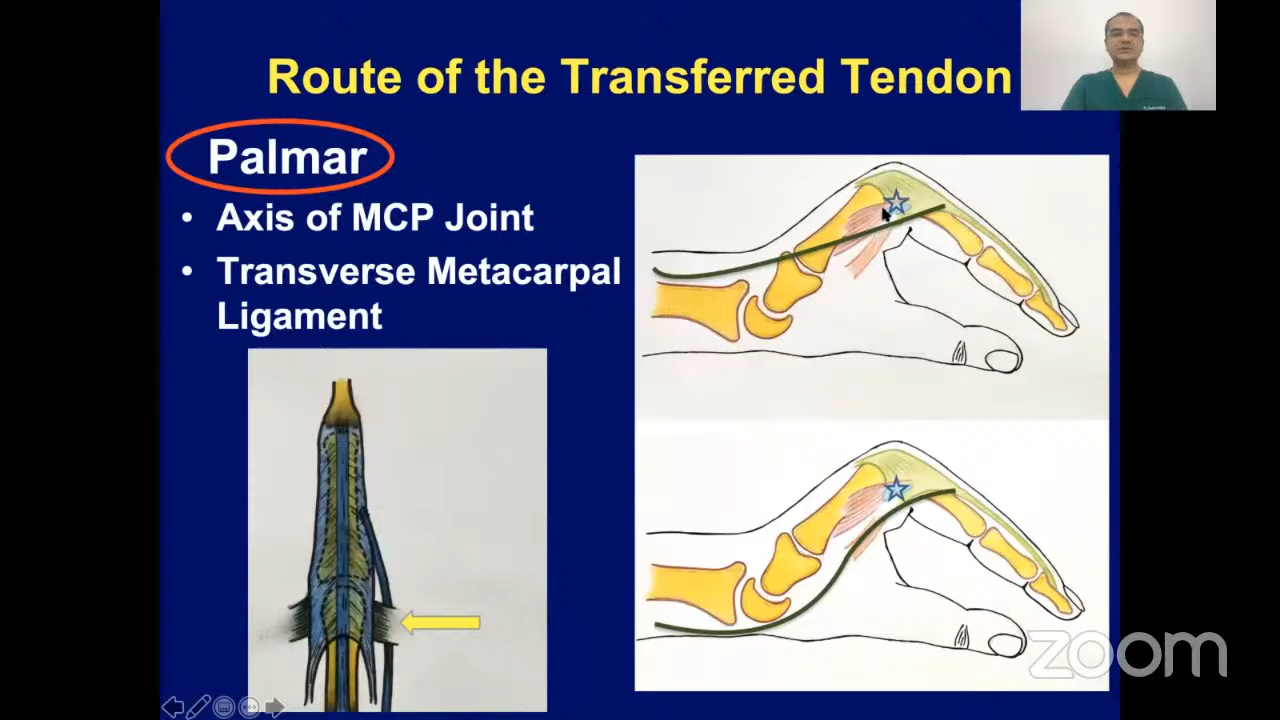 Route of the Transferred Tendon
Palmar
• Axis of MCP Joint
• Transverse Metacarpal
Ligament
zoom